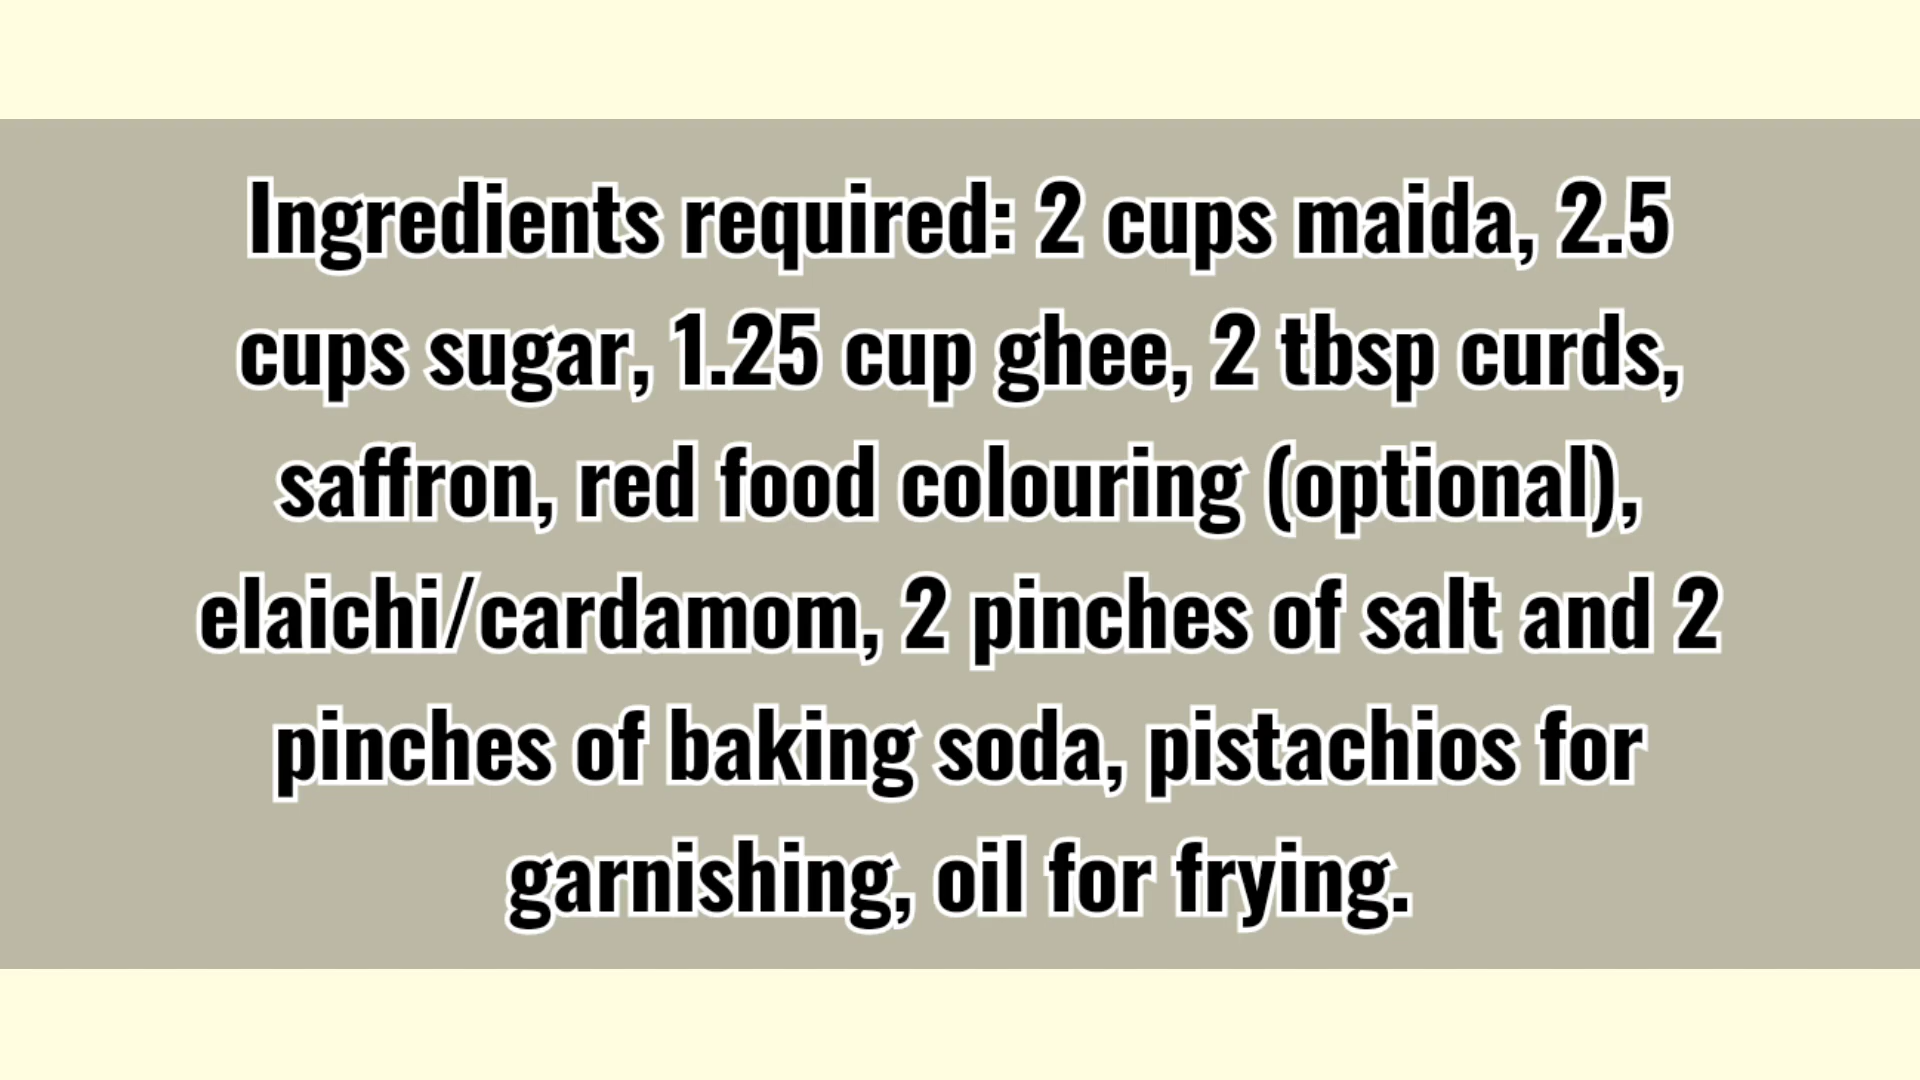 Ingredients required: 2 cups maida, 2.5
cups sugar, 1.25 cup ghee, 2 tbsp curds,
saffron, red food colouring (optional),
elaichi/cardamom, 2 pinches of salt and 2
pinches of baking soda, pistachios for
garnishing, oil for frying.